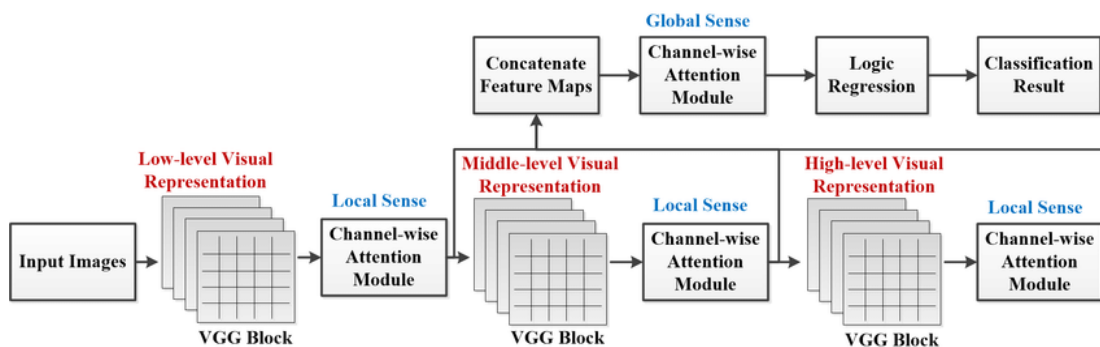 Global Sense
Concatenate
Feature Maps
Channel-wise
Attention
Module
Logic
Regression
Classification
Result
Low-level Visual
Representation
Middle-level Visual
Representation
High-level Visual
Representation
Local Sense
Local Sense
Local Sense
Input Images
Channel-wise
Attention
Module
Channel-wise
Attention
Module
Channel-wise
Attention
Module
VGG Block
VGG Block
VGG Block